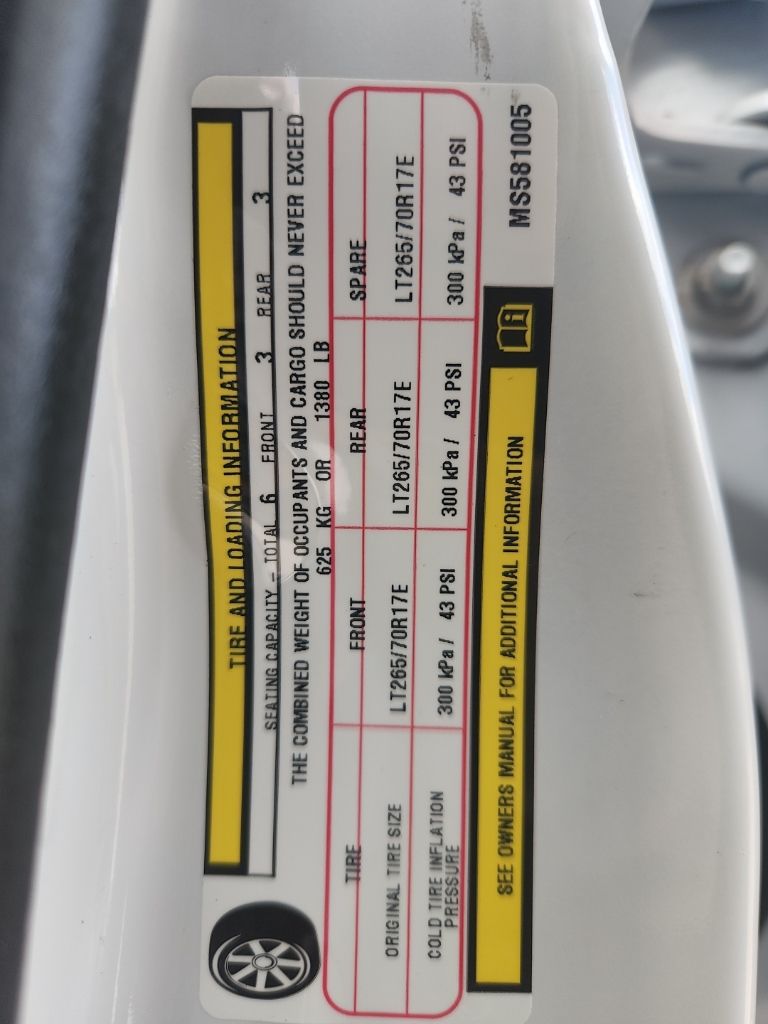 TIRE AND LOADING INFORMATION
SEATING CAPACITY – TOTAL 6 FRONT 3 REAR 3
THE COMBINED WEIGHT OF OCCUPANTS AND CARGO SHOULD NEVER EXCEED
625 KG OR 1380 LB
TIRE FRONT REAR SPARE
ORIGINAL TIRE SIZE LT265/70R17E LT265/70R17E LT265/70R17E
COLD TIRE INFLATION
PRESSURE 300 kPa / 43 PSI 300 kPa / 43 PSI 300 kPa / 43 PSI
SEE OWNERS MANUAL FOR ADDITIONAL INFORMATION
MS581005